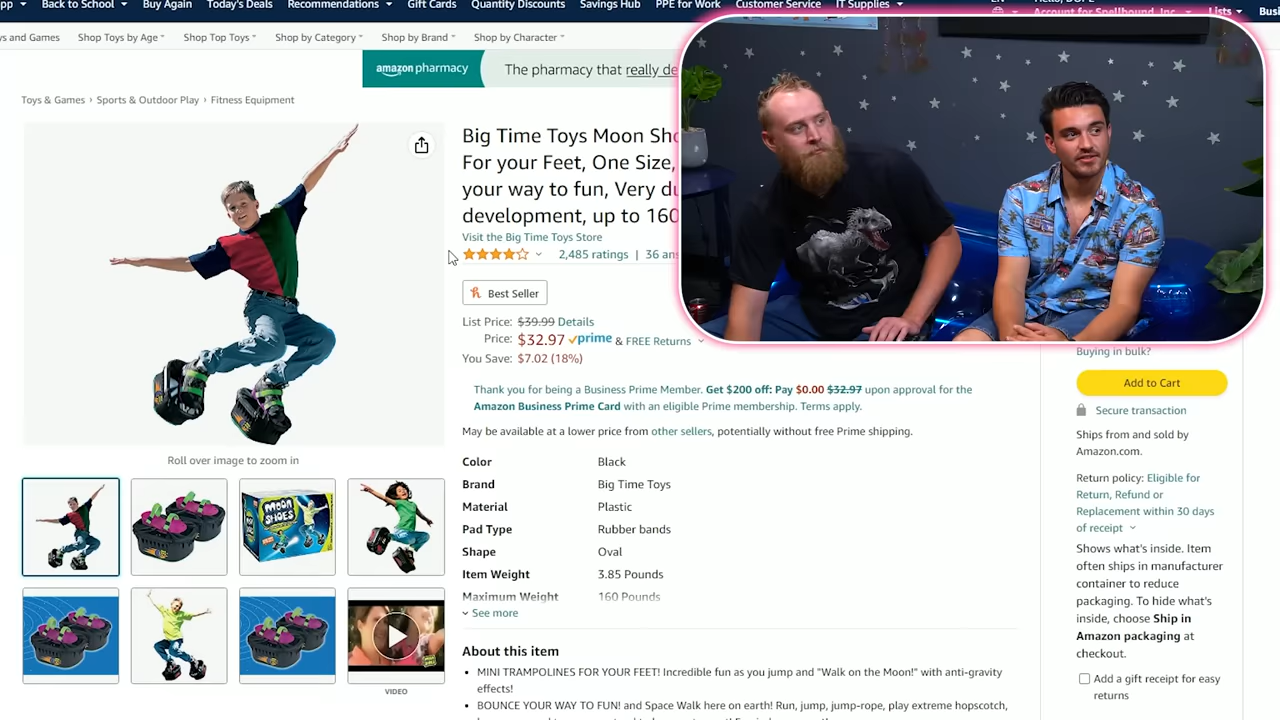 Back to School
Buy Again
Today's Deals
Recommendations
Gift Cards
Quantity Discounts
Savings Hub
PPE for Work
Customer Service
IT Supplies
Lists
ys and Games
Shop Toys by Age
Shop Top Toys
Shop by Category
Shop by Brand
Shop by Character
amazon pharmacy
The pharmacy that really de
Toys & Games › Sports & Outdoor Play › Fitness Equipment
Big Time Toys Moon Sho
For your Feet, One Size,
your way to fun, Very du
development, up to 160
Visit the Big Time Toys Store
2,485 ratings | 36 ans
Best Seller
List Price: $39.99 Details
Price: $32.97 prime & FREE Returns
You Save: $7.02 (18%)
Thank you for being a Business Prime Member. Get $200 off: Pay $0.00 $32.97 upon approval for the
Amazon Business Prime Card with an eligible Prime membership. Terms apply.
May be available at a lower price from other sellers, potentially without free Prime shipping.
Roll over image to zoom in
MOON
SHOES
VIDEO
Color Black
Brand Big Time Toys
Material Plastic
Pad Type Rubber bands
Shape Oval
Item Weight 3.85 Pounds
Maximum Weight 160 Pounds
See more
About this item
• MINI TRAMPOLINES FOR YOUR FEET! Incredible fun as you jump and "Walk on the Moon!" with anti-gravity
effects!
• BOUNCE YOUR WAY TO FUN! and Space Walk here on earth! Run, jump, jump-rope, play extreme hopscotch,
Buying in bulk?
Add to Cart
Secure transaction
Ships from and sold by
Amazon.com.
Return policy: Eligible for
Return, Refund or
Replacement within 30 days
of receipt
Shows what's inside. Item
often ships in manufacturer
container to reduce
packaging. To hide what's
inside, choose Ship in
Amazon packaging at
checkout.
Add a gift receipt for easy
returns